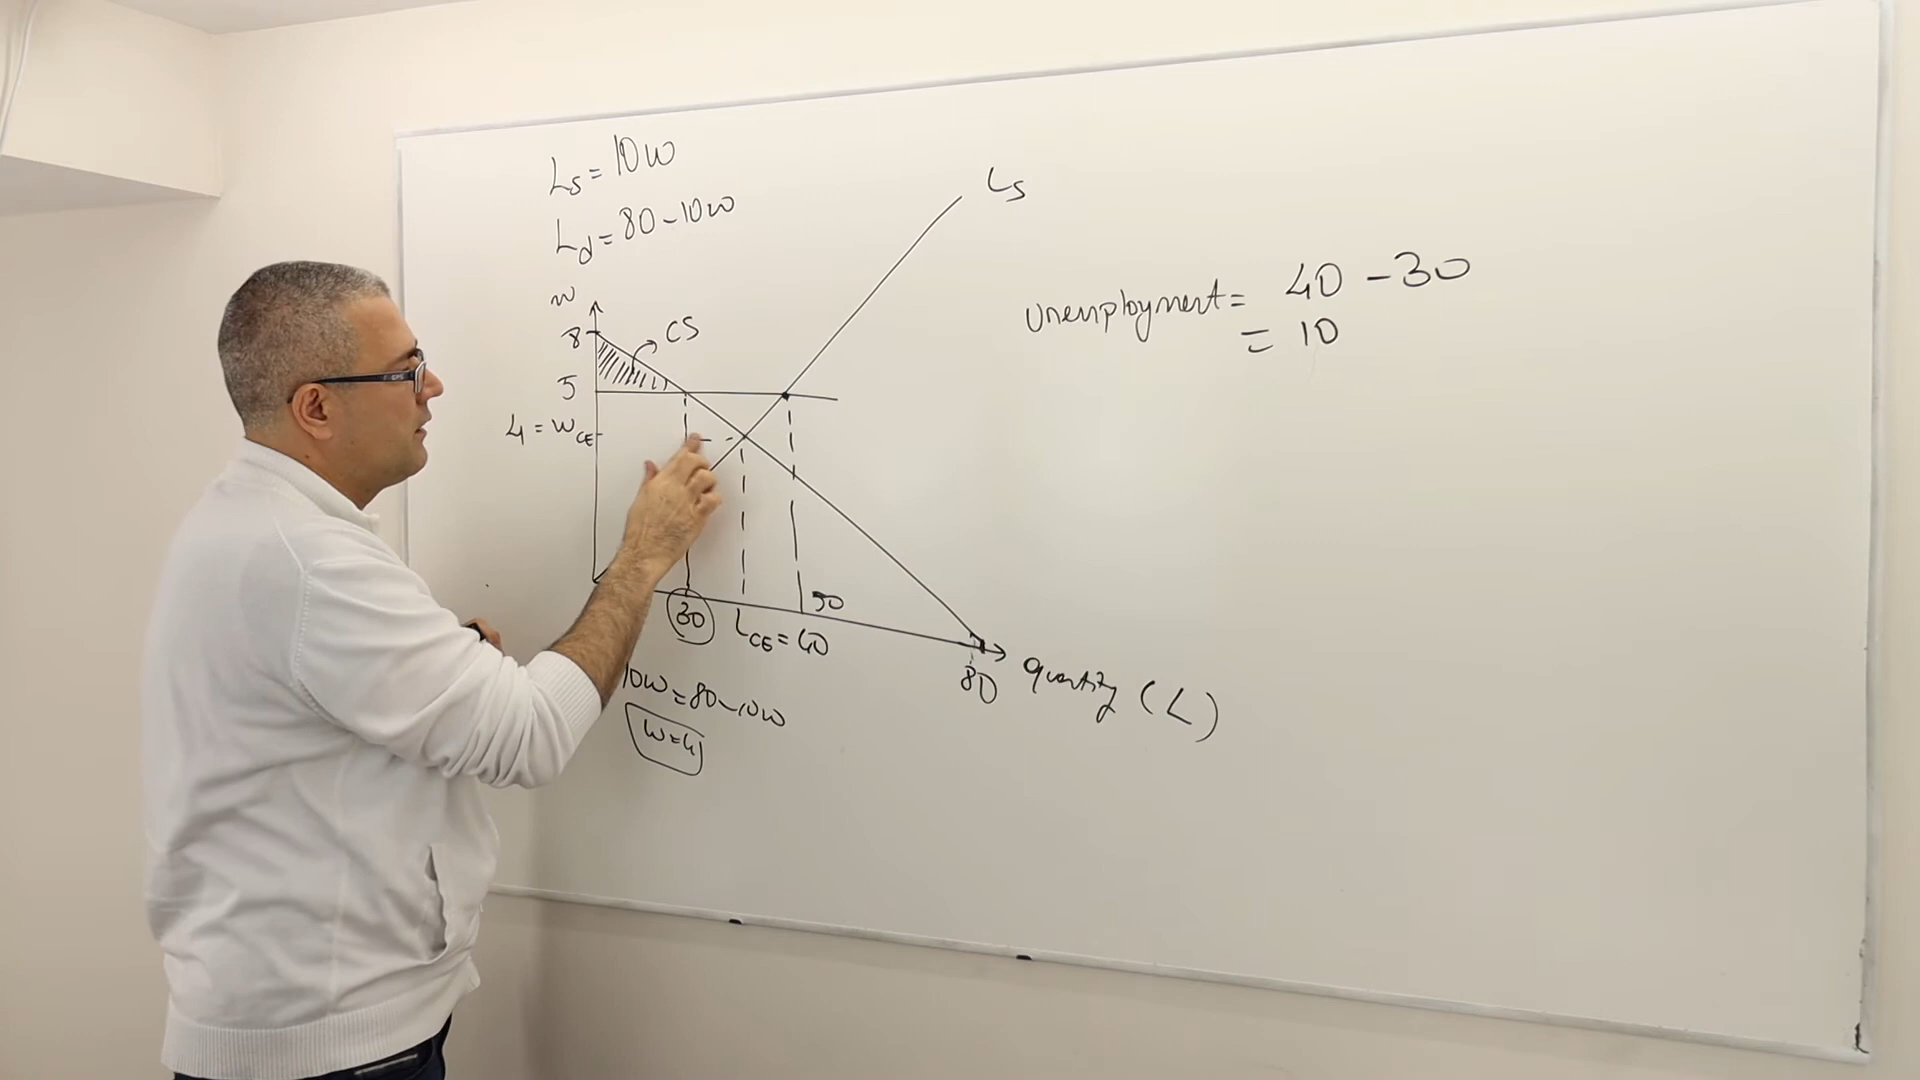 Ls = 10w
Ld = 80-10w
w
8
CS
5
4 = wCE
Ls
unemployment = 40 - 30
= 10
30
LCE = 40
50
80
quantity (L)
10w = 80-10w
w=4